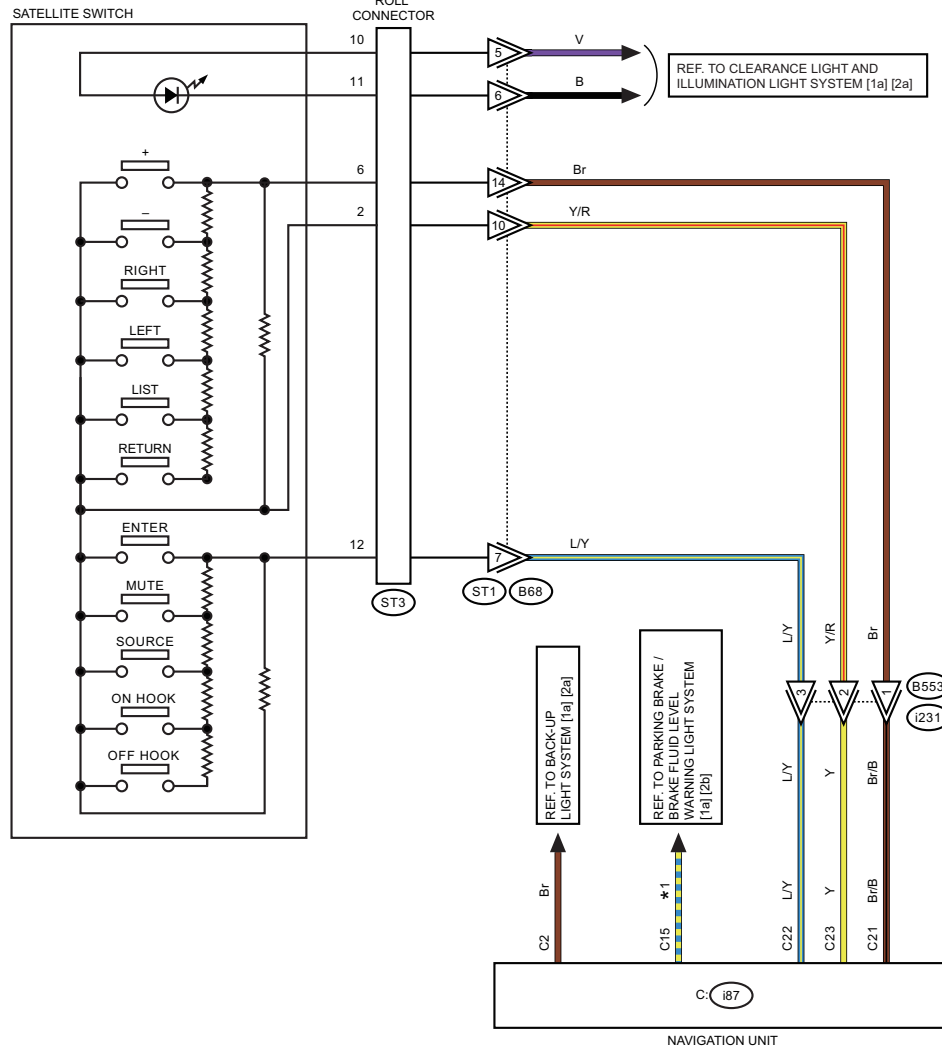 ROLL
CONNECTOR
SATELLITE SWITCH
10
5
V
REF. TO CLEARANCE LIGHT AND
ILLUMINATION LIGHT SYSTEM [1a] [2a]
11
6
B
+
6
14
Br
–
2
10
Y/R
RIGHT
LEFT
LIST
RETURN
ENTER
12
7
L/Y
MUTE
ST3
ST1
B68
SOURCE
ON HOOK
OFF HOOK
REF. TO BACK-UP
LIGHT SYSTEM [1a] [2a]
REF. TO PARKING BRAKE /
BRAKE FLUID LEVEL
WARNING LIGHT SYSTEM
[1a] [2b]
L/Y
Y/R
Br
3
2
1
B553
i231
L/Y
Y
Br/B
Br
*1
L/Y
Y
Br/B
C2
C15
C22
C23
C21
C:
i87
NAVIGATION UNIT